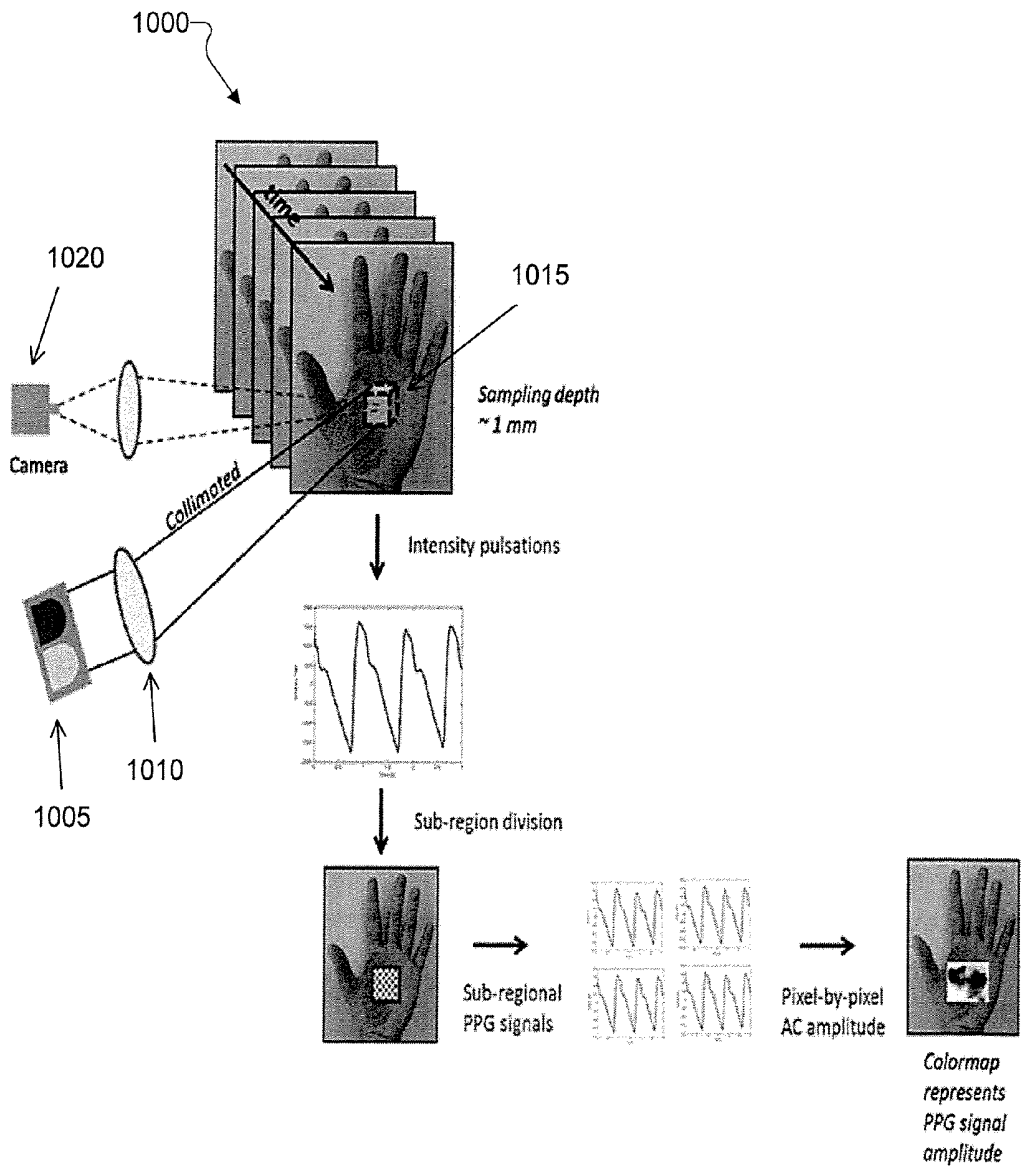 1000
time
1020
1015
Sampling depth
~ 1 mm
Camera
Collimated
Intensity pulsations
1010
1005
Sub-region division
Sub-regional
PPG signals
Pixel-by-pixel
AC amplitude
Colormap
represents
PPG signal
amplitude